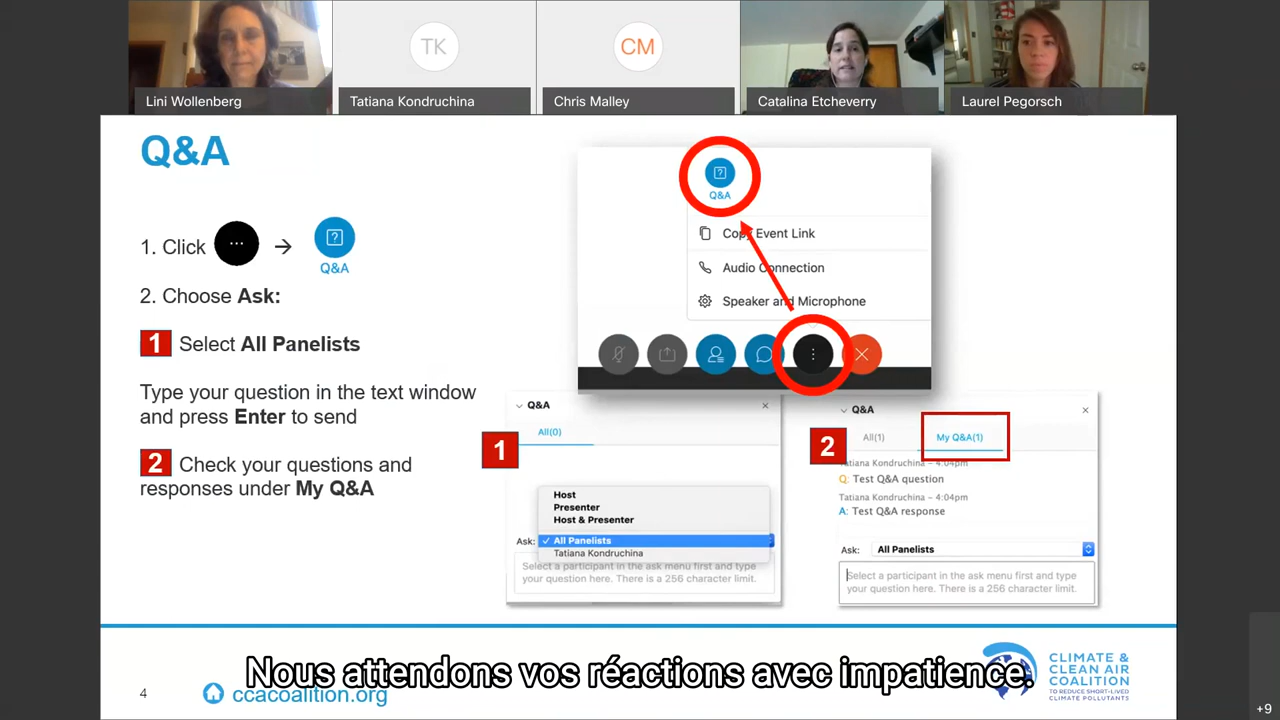 TK
CM
Lini Wollenberg
Tatiana Kondruchina
Chris Malley
Catalina Etcheverry
Laurel Pegorsch
Q&A
1. Click ... → ?
Q&A
2. Choose Ask:
1 Select All Panelists
Type your question in the text window
and press Enter to send
2 Check your questions and
responses under My Q&A
?
Q&A
Copy Event Link
Audio Connection
Speaker and Microphone
1
Q&A
All(0)
Host
Presenter
Host & Presenter
Ask: ✓ All Panelists
Tatiana Kondruchina
Select a participant in the ask menu first and type
your question here. There is a 256 character limit.
2
Q&A
All(1)
My Q&A(1)
Tatiana Kondruchina – 4:04pm
Q: Test Q&A question
Tatiana Kondruchina – 4:04pm
A: Test Q&A response
Ask: All Panelists
Select a participant in the ask menu first and type
your question here. There is a 256 character limit.
Nous attendons vos réactions avec impatience.
4
ccacoalition.org
CLIMATE &
CLEAN AIR
COALITION
TO REDUCE SHORT-LIVED
CLIMATE POLLUTANTS
+9